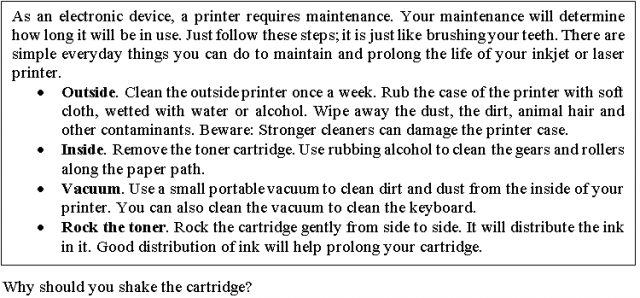 As an electronic device, a printer requires maintenance. Your maintenance will determine
how long it will be in use. Just follow these steps; it is just like brushing your teeth. There are
simple everyday things you can do to maintain and prolong the life of your inkjet or laser
printer.
• Outside. Clean the outside printer once a week. Rub the case of the printer with soft
cloth, wetted with water or alcohol. Wipe away the dust, the dirt, animal hair and
other contaminants. Beware: Stronger cleaners can damage the printer case.
• Inside. Remove the toner cartridge. Use rubbing alcohol to clean the gears and rollers
along the paper path.
• Vacuum. Use a small portable vacuum to clean dirt and dust from the inside of your
printer. You can also clean the vacuum to clean the keyboard.
• Rock the toner. Rock the cartridge gently from side to side. It will distribute the ink
in it. Good distribution of ink will help prolong your cartridge.
Why should you shake the cartridge?